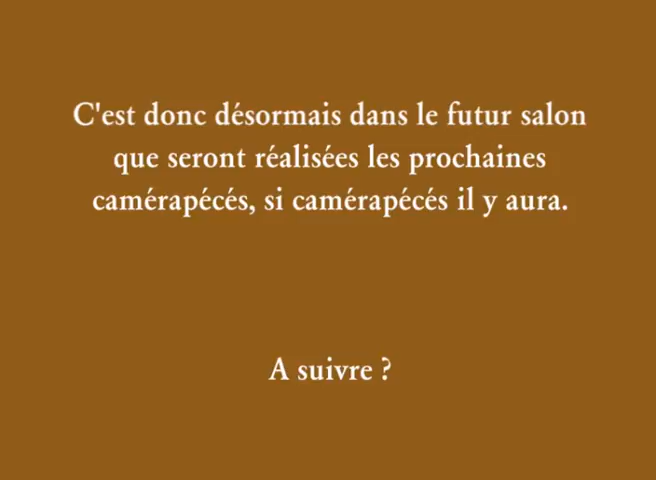 C'est donc désormais dans le futur salon
que seront réalisées les prochaines
camérapécés, si camérapécés il y aura.
A suivre ?